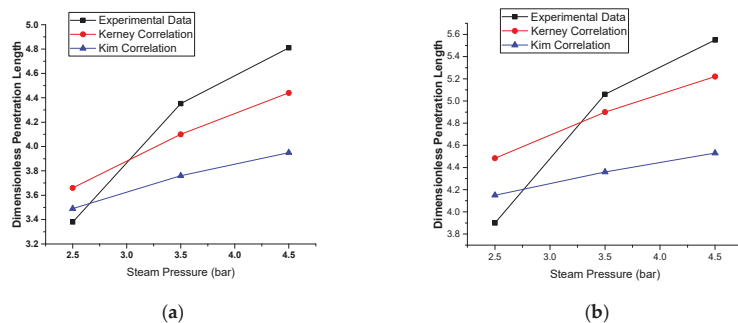 Experimental Data
Kerney Correlation
Kim Correlation
5.0
4.8
4.6
4.4
4.2
4.0
3.8
3.6
3.4
3.2
Dimensionless Penetration Length
2.5 3.0 3.5 4.0 4.5
Steam Pressure (bar)
(a)
Experimental Data
Kerney Correlation
Kim Correlation
5.6
5.4
5.2
5.0
4.8
4.6
4.4
4.2
4.0
3.8
Dimensionless Penetration Length
2.5 3.0 3.5 4.0 4.5
Steam Pressure (bar)
(b)